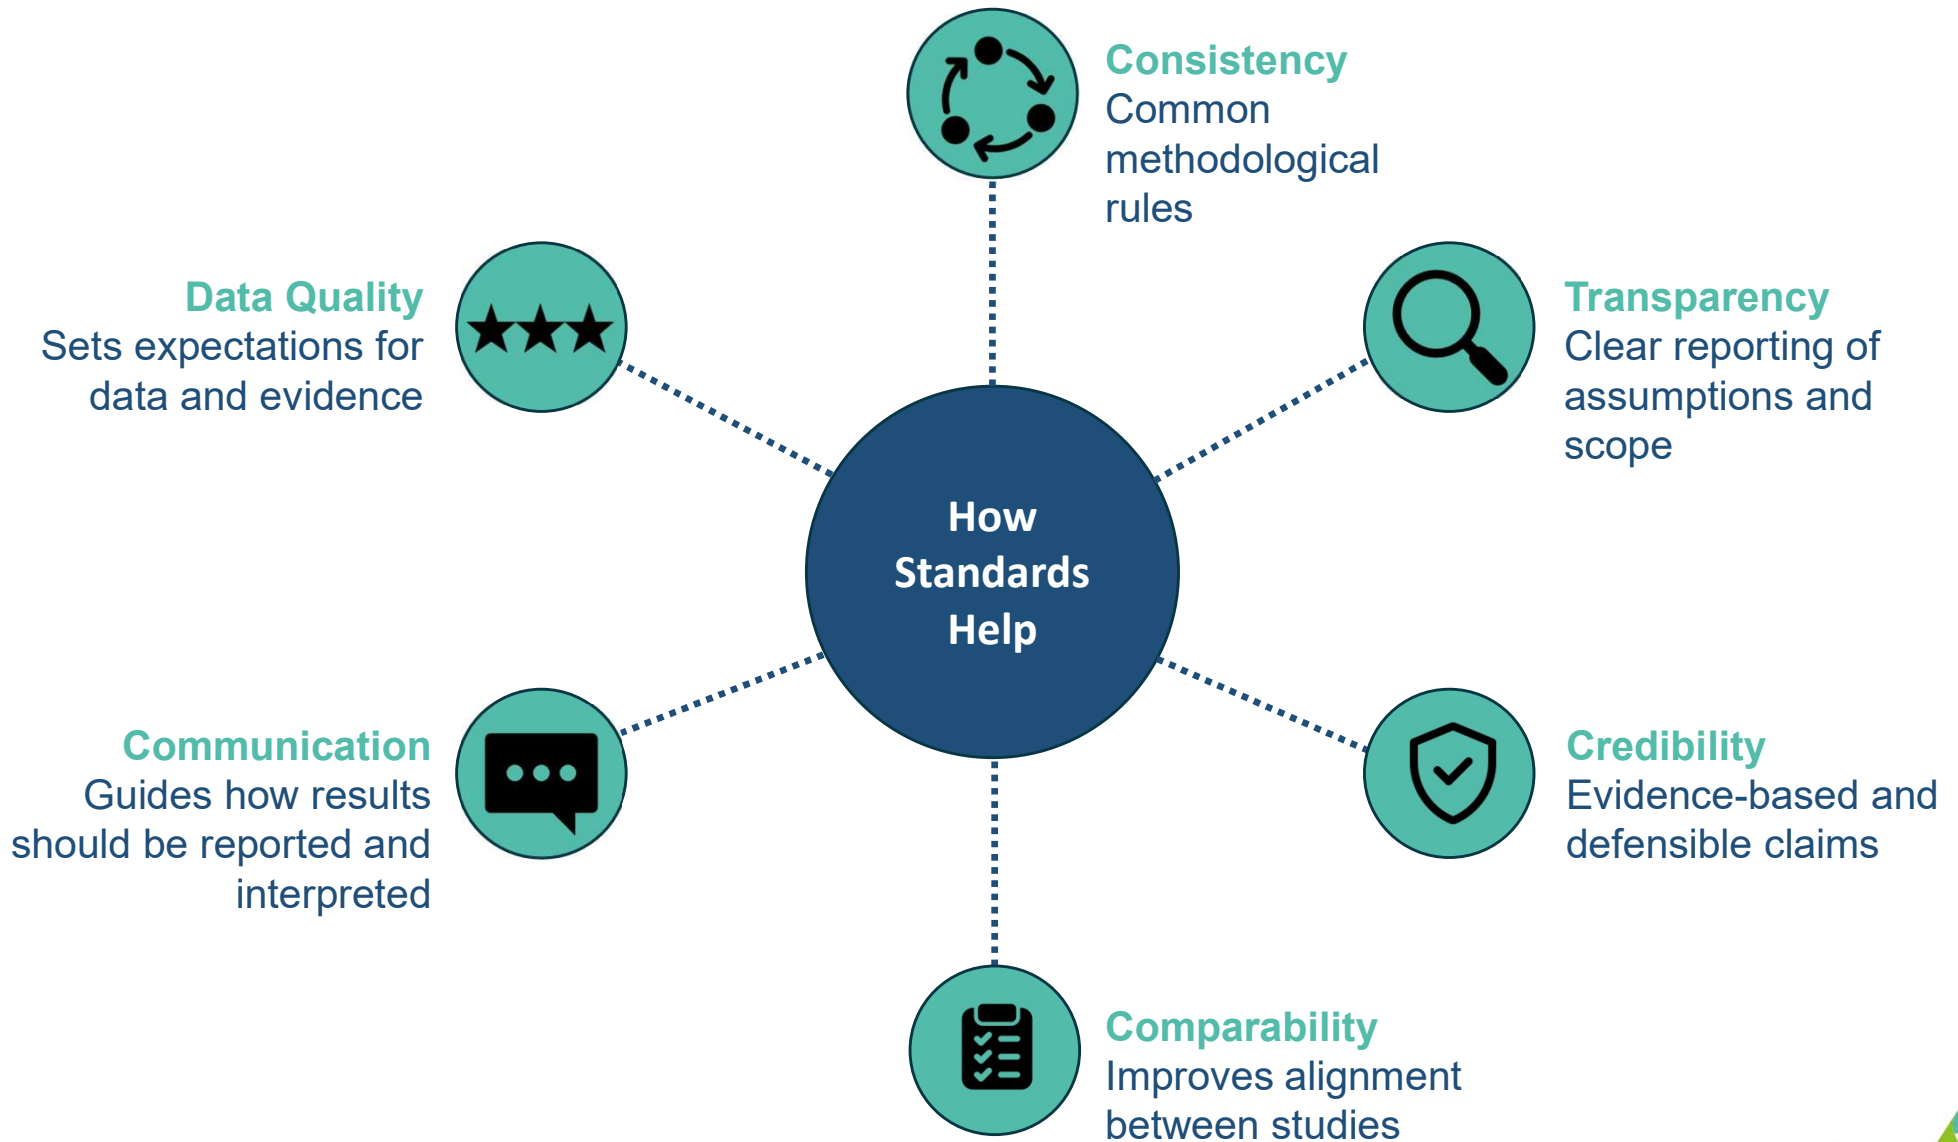 Consistency
Common
methodological
rules
Data Quality
Sets expectations for
data and evidence
Transparency
Clear reporting of
assumptions and
scope
How
Standards
Help
Communication
Guides how results
should be reported and
interpreted
Credibility
Evidence-based and
defensible claims
Comparability
Improves alignment
between studies